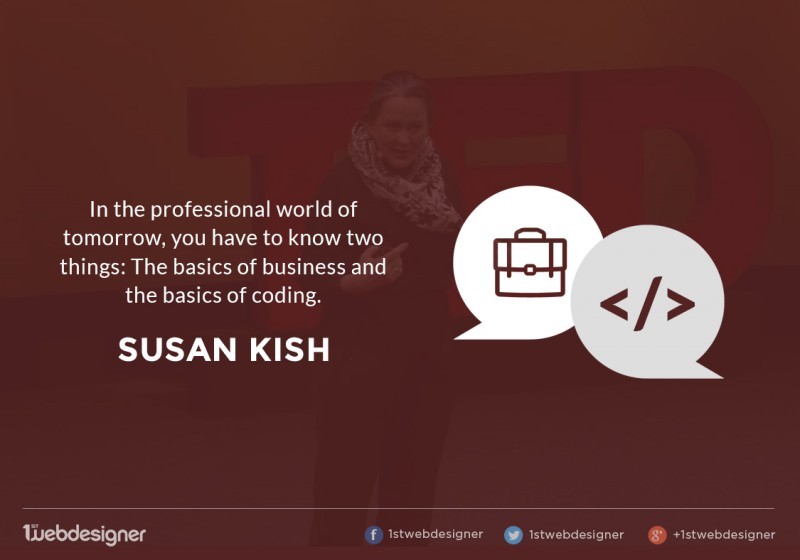 TED
In the professional world of
tomorrow, you have to know two
things: The basics of business and
the basics of coding.
SUSAN KISH
</>
1STwebdesigner
1stwebdesigner
1stwebdesigner
+1stwebdesigner